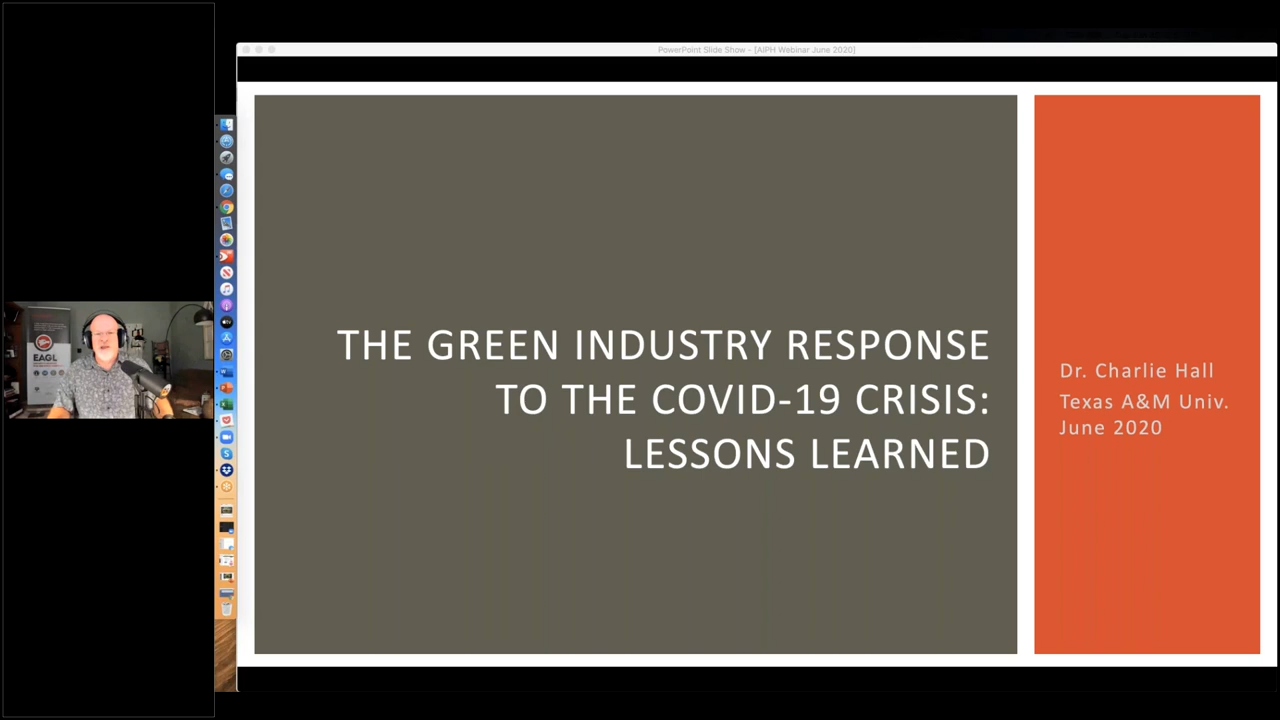 PowerPoint Slide Show - [AIPH Webinar June 2020]
THE GREEN INDUSTRY RESPONSE
TO THE COVID-19 CRISIS:
LESSONS LEARNED
Dr. Charlie Hall
Texas A&M Univ.
June 2020
EAGL